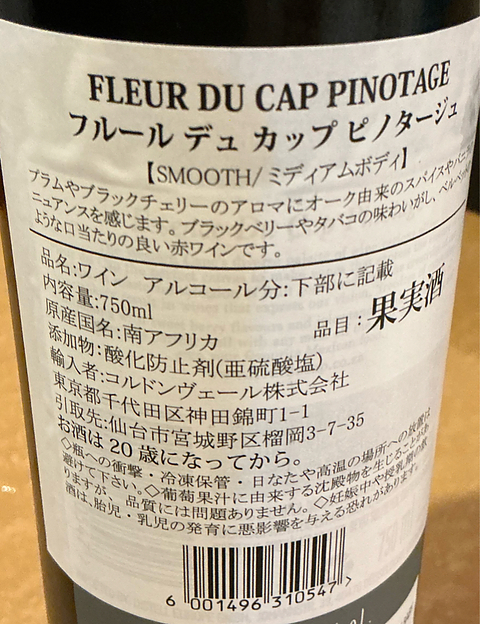 FLEUR DU CAP PINOTAGE
フルール デュ カップ ピノタージュ
【SMOOTH/ミディアムボディ】
プラムやブラックチェリーのアロマにオーク由来のスパイスやバニラ
ニュアンスを感じます。ブラックベリーやタバコの味わいがし、ベルベット
ような口当たりの良い赤ワインです。
品名:ワイン アルコール分:下部に記載
内容量:750ml
原産国名:南アフリカ 品目:果実酒
添加物:酸化防止剤(亜硫酸塩)
輸入者:コルドンヴェール株式会社
東京都千代田区神田錦町1-1
引取先:仙台市宮城野区榴岡3-7-35
お酒は20歳になってから。
◇瓶への衝撃・冷凍保管・日なたや高温の場所への放置は
避けて下さい。◇葡萄果汁に由来する沈殿物を生じることがあ
りますが、品質には問題ありません。◇妊娠中や授乳期の飲
酒は、胎児・乳児の発育に悪影響を与える恐れがあります。
6 001496 310547 >